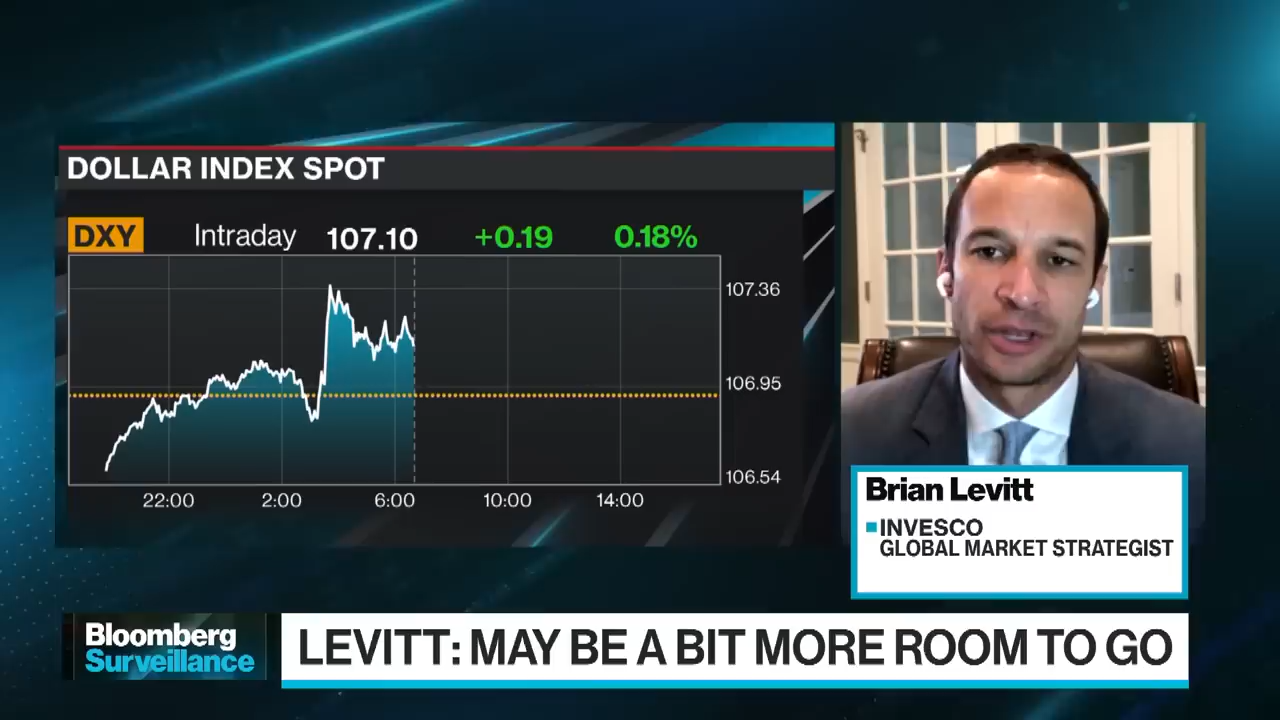 DOLLAR INDEX SPOT
DXY Intraday 107.10 +0.19 0.18%
107.36
106.95
106.54
22:00 2:00 6:00 10:00 14:00
Brian Levitt
INVESCO
GLOBAL MARKET STRATEGIST
Bloomberg
Surveillance
LEVITT: MAY BE A BIT MORE ROOM TO GO